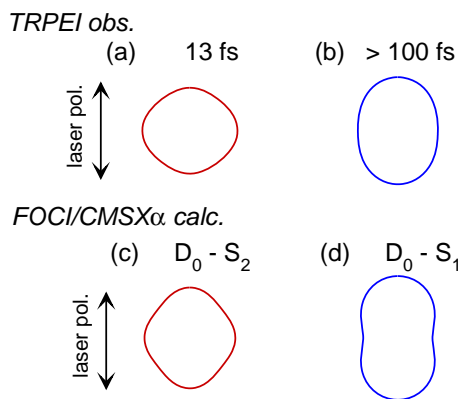 TRPEI obs.
(a) 13 fs (b) > 100 fs
laser pol.
FOCI/CMSXα calc.
(c) D0 - S2 (d) D0 - S1
laser pol.